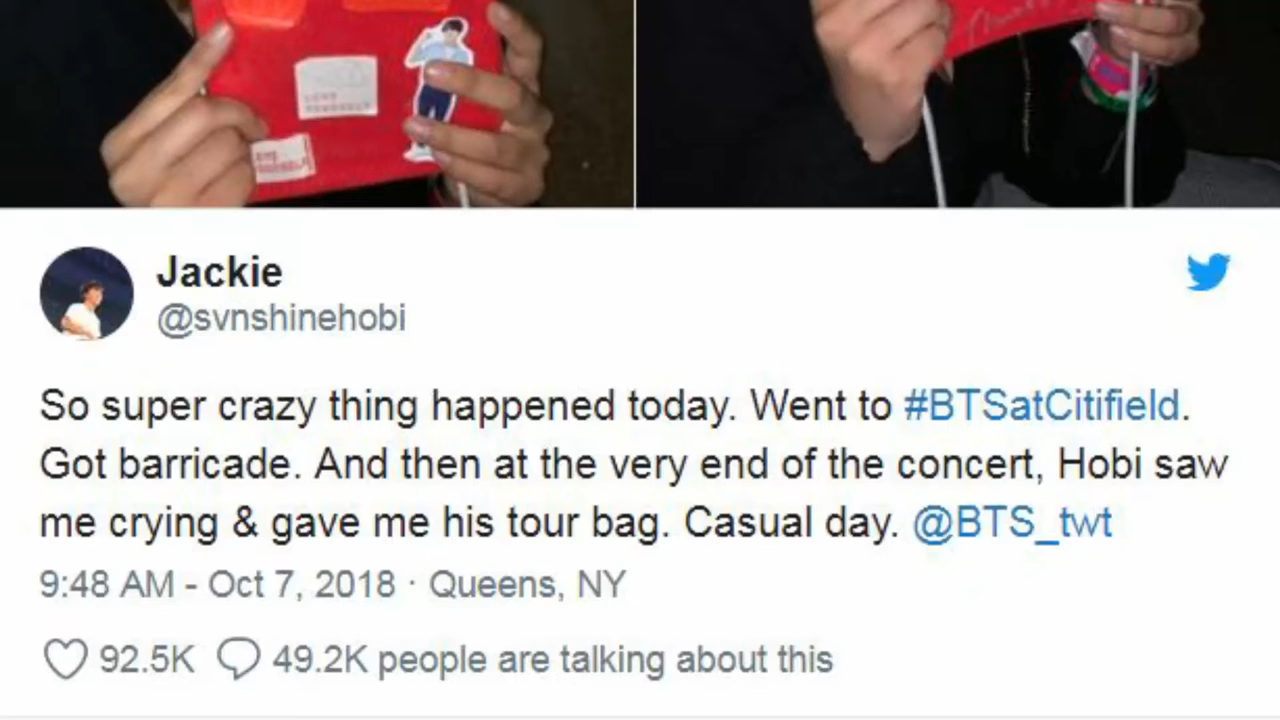 Jackie
@svnshinehobi
So super crazy thing happened today. Went to #BTSatCitifield.
Got barricade. And then at the very end of the concert, Hobi saw
me crying & gave me his tour bag. Casual day. @BTS_twt
9:48 AM - Oct 7, 2018 · Queens, NY
92.5K 49.2K people are talking about this